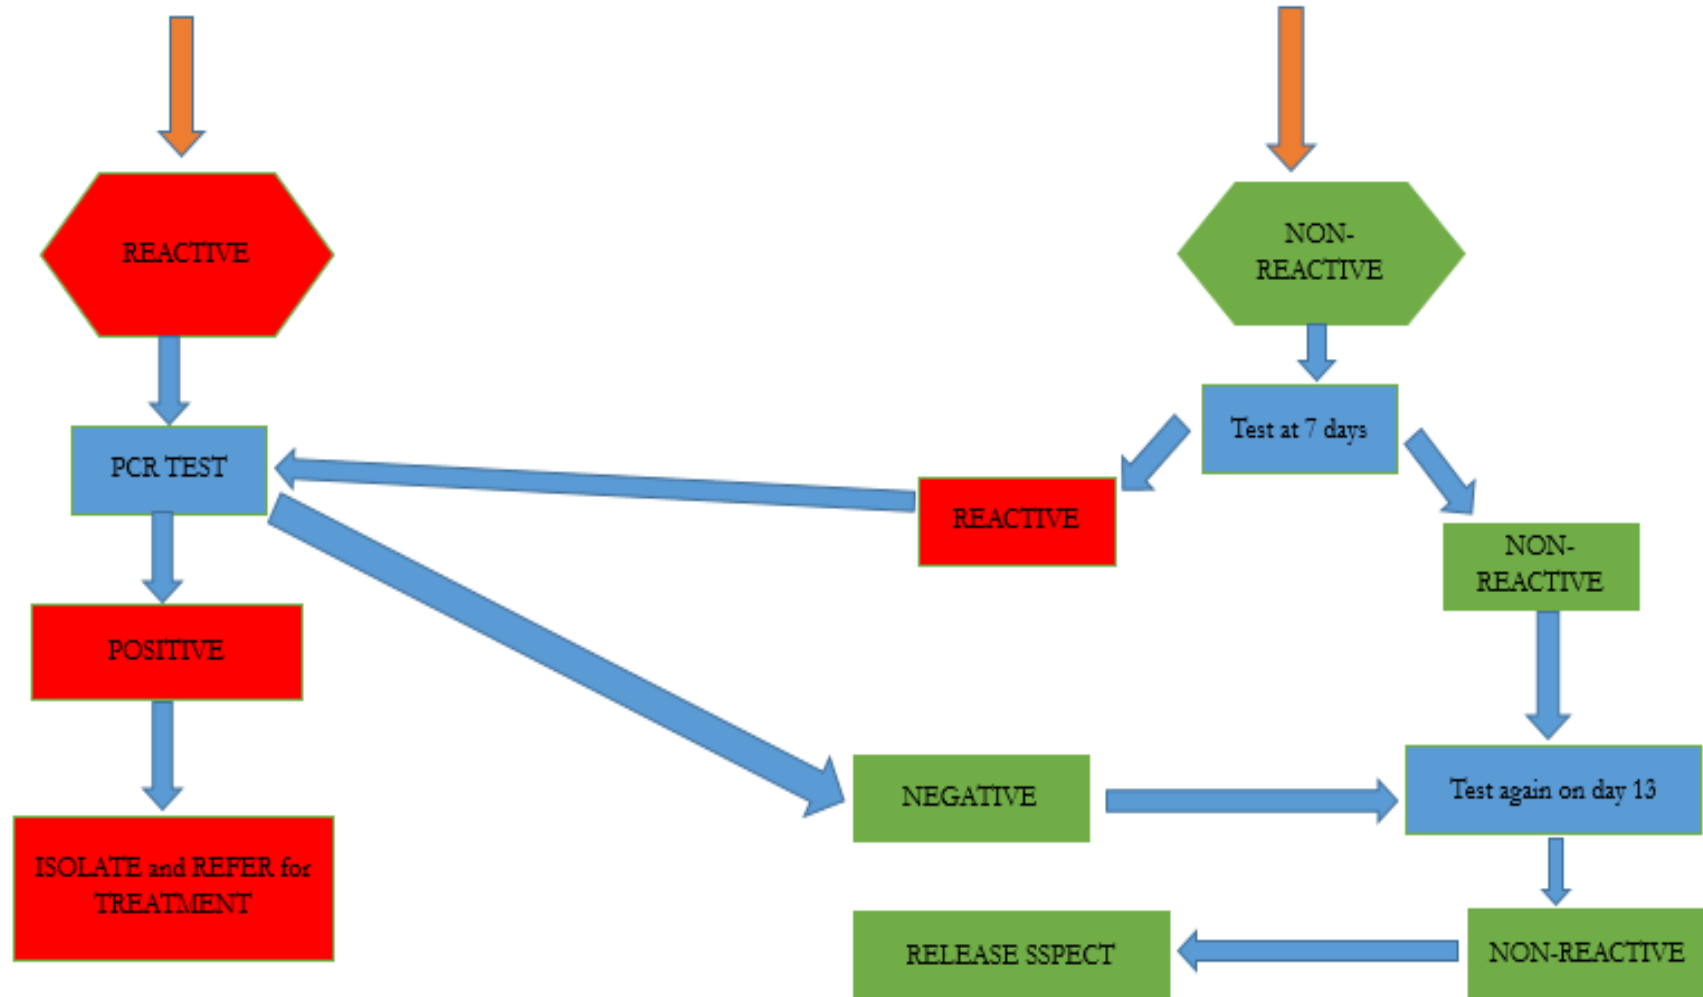 REACTIVE
NON-
REACTIVE
Test at 7 days
PCR TEST
REACTIVE
NON-
REACTIVE
POSITIVE
NEGATIVE
Test again on day 13
ISOLATE and REFER for
TREATMENT
RELEASE SSPECT
NON-REACTIVE